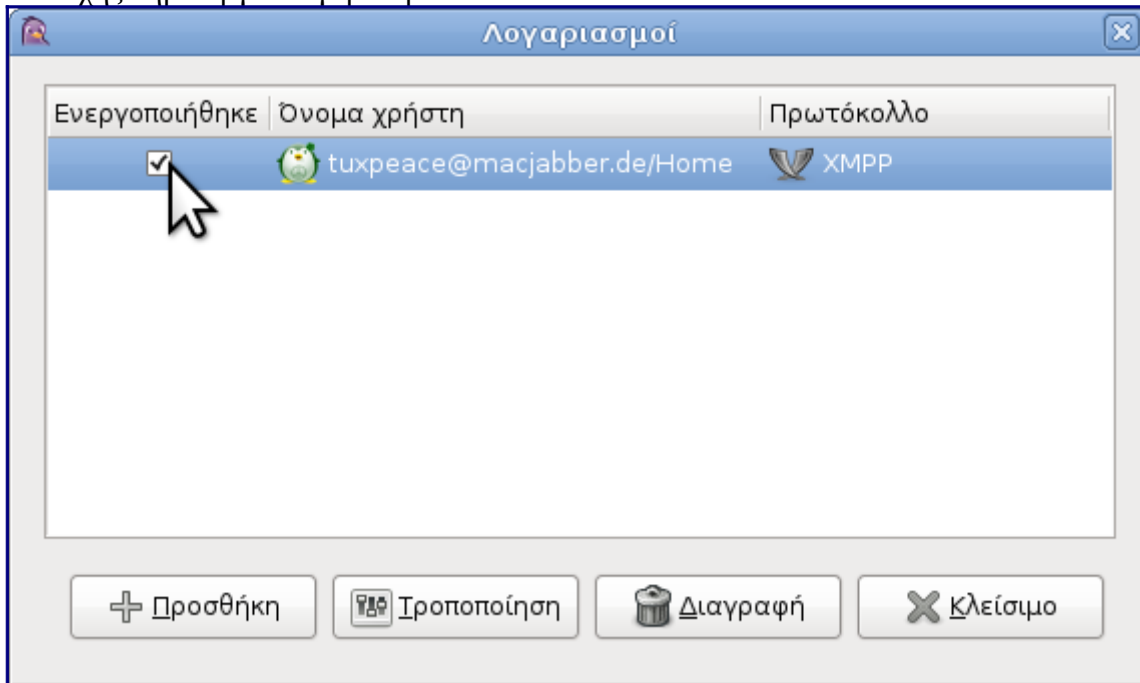 Λογαριασμοί
Ενεργοποιήθηκε Όνομα χρήστη Πρωτόκολλο
tuxpeace@macjabber.de/Home XMPP
Προσθήκη Τροποποίηση Διαγραφή Κλείσιμο